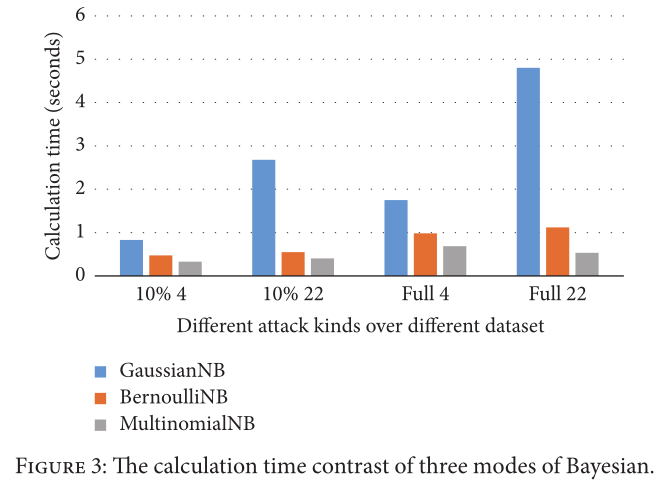 6
5
4
3
2
1
0
Calculation time (seconds)
10% 4 10% 22 Full 4 Full 22
Different attack kinds over different dataset
GaussianNB
BernoulliNB
MultinomialNB
FIGURE 3: The calculation time contrast of three modes of Bayesian.